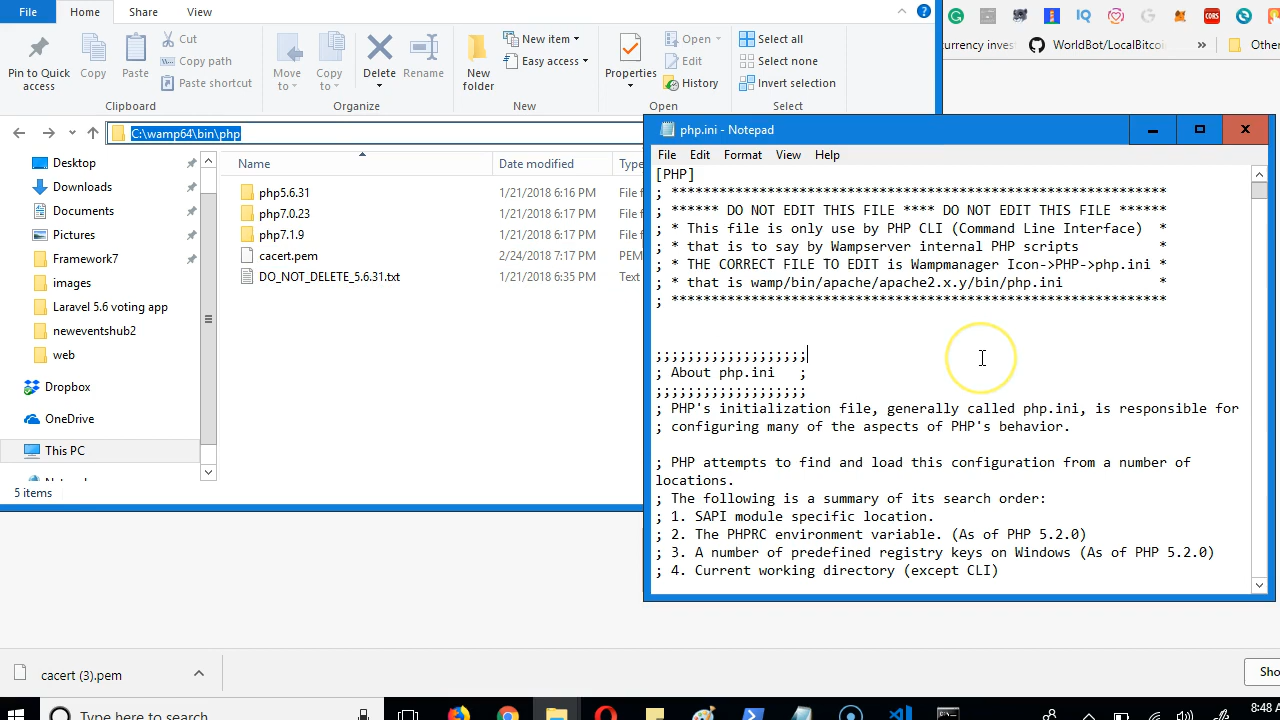 File
Home
Share
View
Pin to Quick access
Copy
Paste
Cut
Copy path
Paste shortcut
Clipboard
Move to
Copy to
Delete
Rename
Organize
New folder
New item
Easy access
New
Properties
Open
Edit
History
Open
Select all
Select none
Invert selection
Select
IQ
G
CORS
urrency inves
WorldBot/LocalBitcoi
»
Other
C:\wamp64\bin\php
Name
Date modified
Type
Desktop
Downloads
Documents
Pictures
Framework7
images
Laravel 5.6 voting app
neweventshub2
web
Dropbox
OneDrive
This PC
php5.6.31 1/21/2018 6:16 PM File f
php7.0.23 1/21/2018 6:17 PM File f
php7.1.9 1/21/2018 6:17 PM File f
cacert.pem 2/24/2018 7:17 PM PEM
DO_NOT_DELETE_5.6.31.txt 1/21/2018 6:35 PM Text
5 items
php.ini - Notepad
File Edit Format View Help
[PHP]
; **************************************************************
; ****** DO NOT EDIT THIS FILE **** DO NOT EDIT THIS FILE ******
; * This file is only use by PHP CLI (Command Line Interface) *
; * that is to say by Wampserver internal PHP scripts *
; * THE CORRECT FILE TO EDIT is Wampmanager Icon->PHP->php.ini *
; * that is wamp/bin/apache/apache2.x.y/bin/php.ini *
; **************************************************************
;;;;;;;;;;;;;;;;;;;
; About php.ini ;
;;;;;;;;;;;;;;;;;;;
; PHP's initialization file, generally called php.ini, is responsible for
; configuring many of the aspects of PHP's behavior.
; PHP attempts to find and load this configuration from a number of
locations.
; The following is a summary of its search order:
; 1. SAPI module specific location.
; 2. The PHPRC environment variable. (As of PHP 5.2.0)
; 3. A number of predefined registry keys on Windows (As of PHP 5.2.0)
; 4. Current working directory (except CLI)
cacert (3).pem
Sho
Type here to search
8:48 A